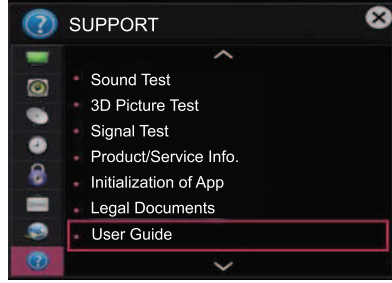 SUPPORT
Sound Test
3D Picture Test
Signal Test
Product/Service Info.
Initialization of App
Legal Documents
User Guide